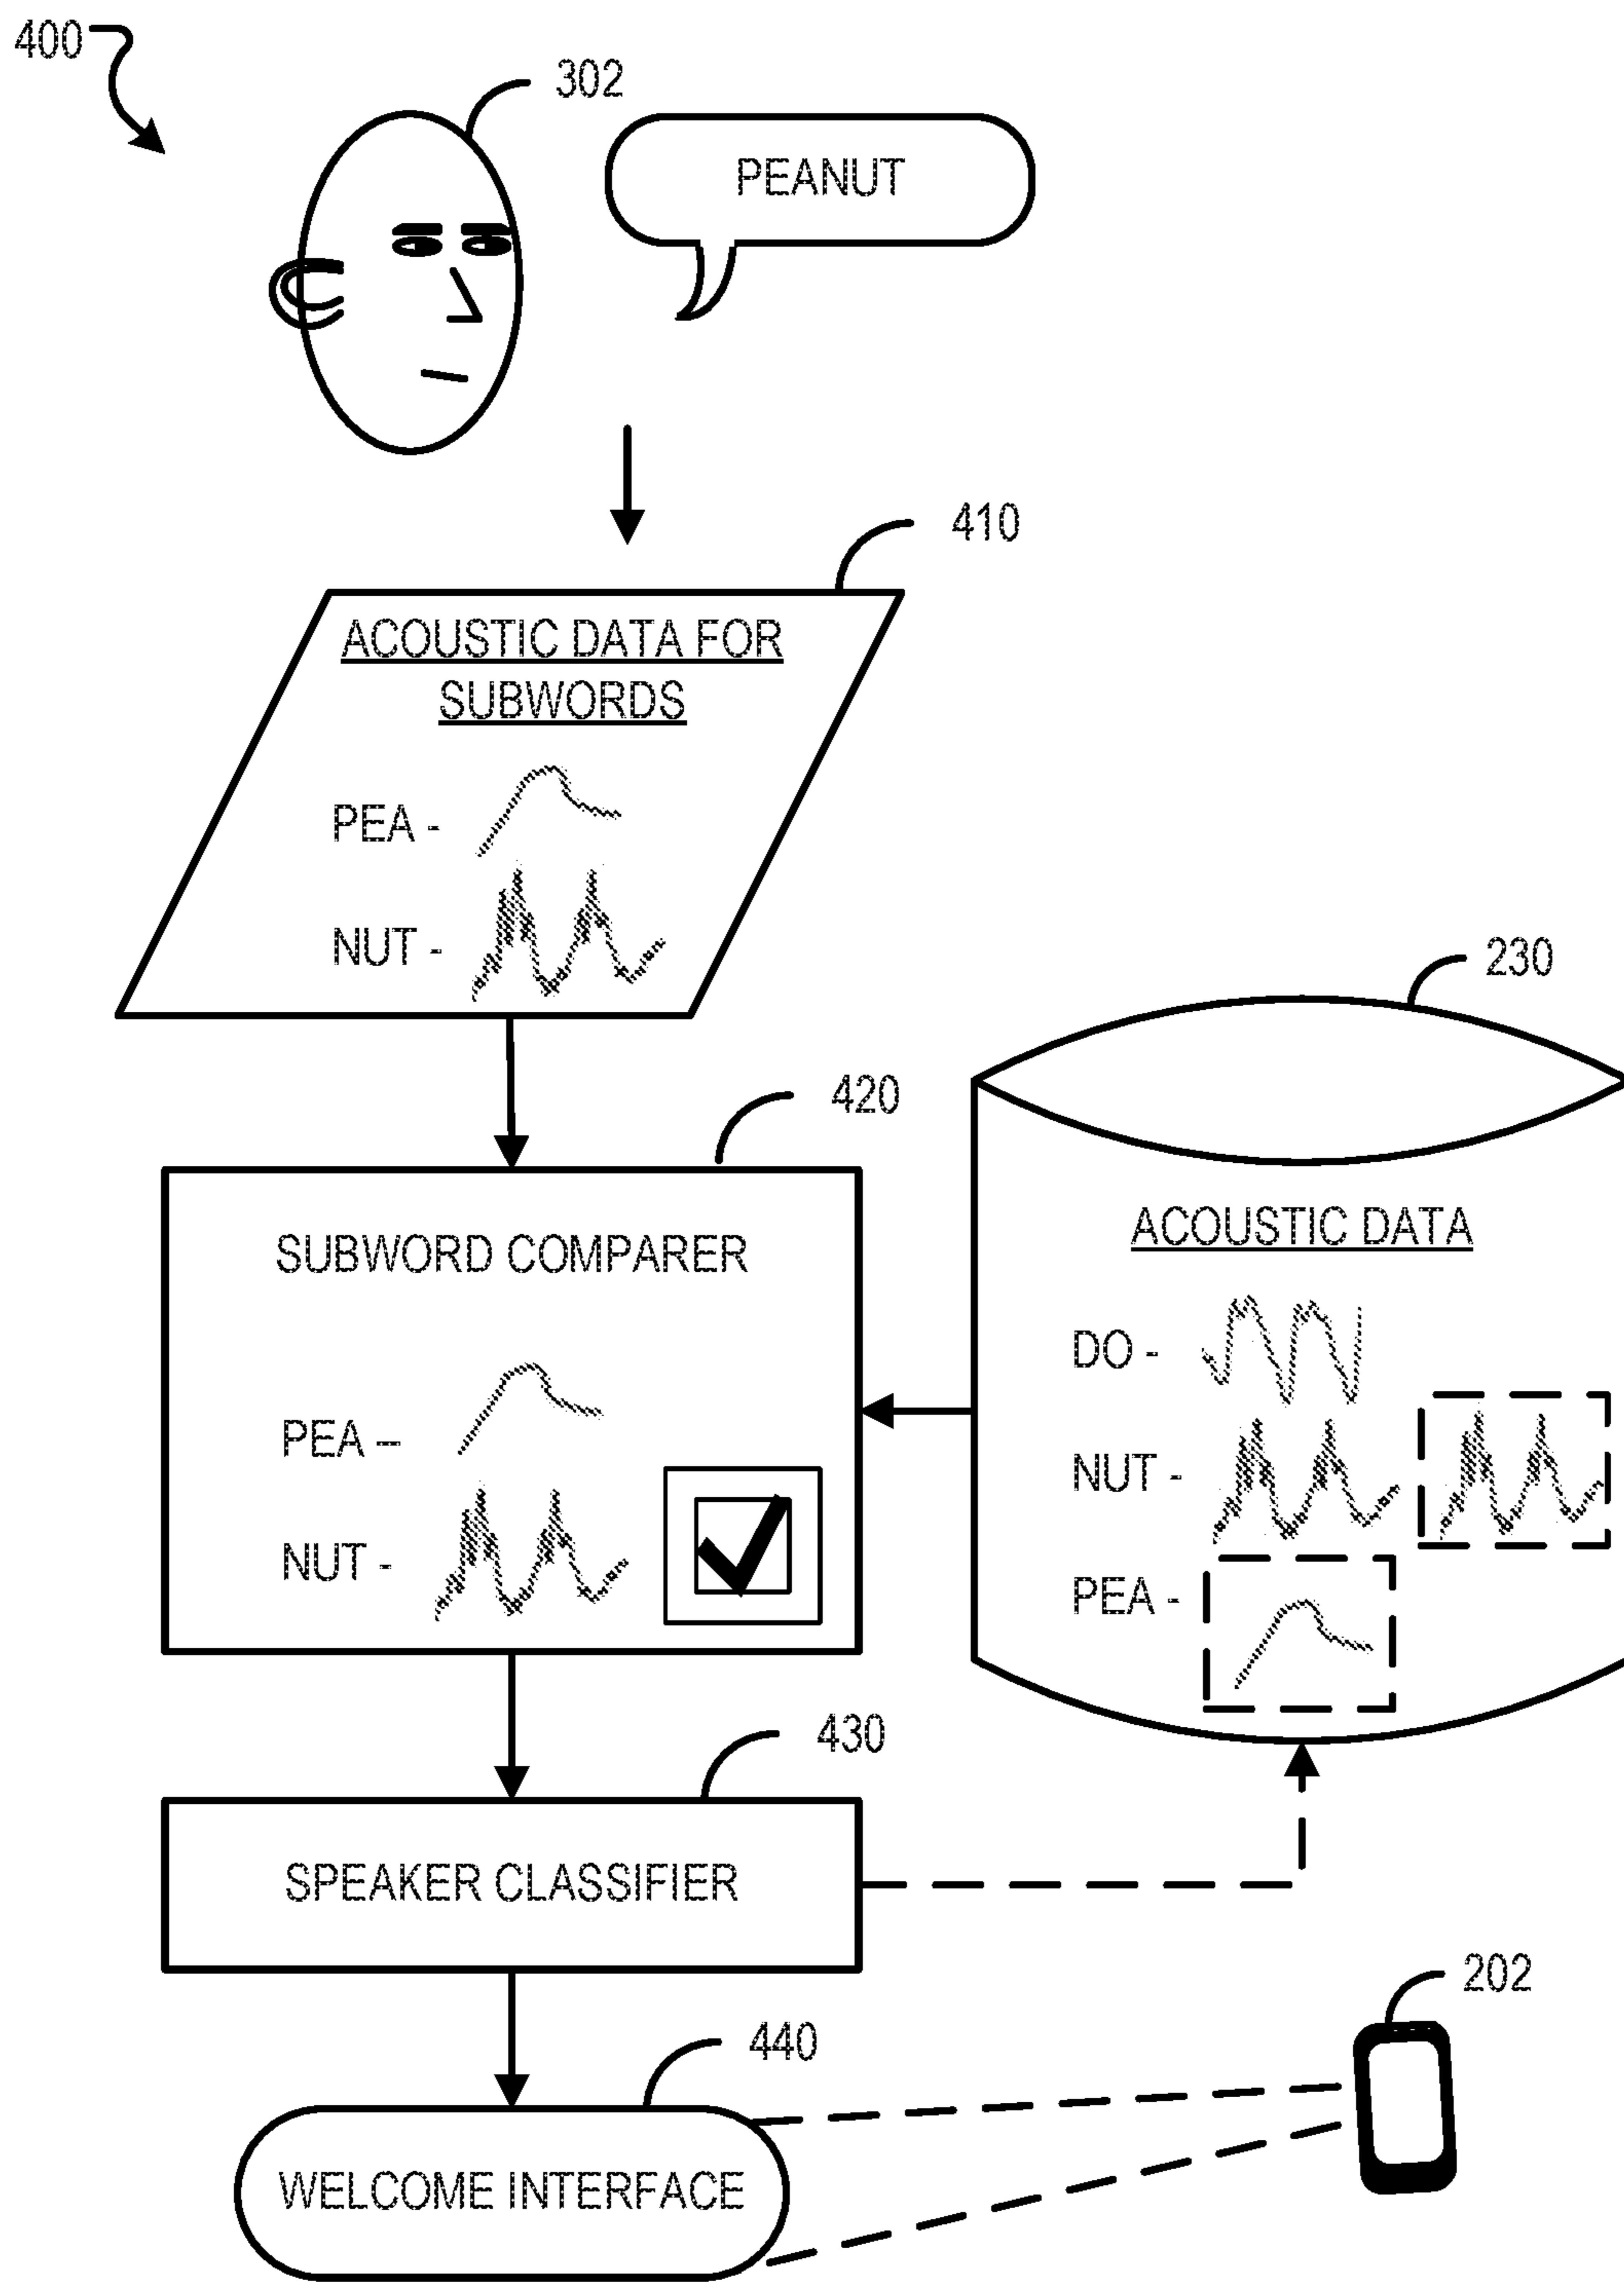 400
302
PEANUT
410
ACOUSTIC DATA FOR
SUBWORDS
PEA -
NUT -
230
420
SUBWORD COMPARER
PEA –
NUT -
ACOUSTIC DATA
DO -
NUT -
PEA -
430
SPEAKER CLASSIFIER
202
440
WELCOME INTERFACE